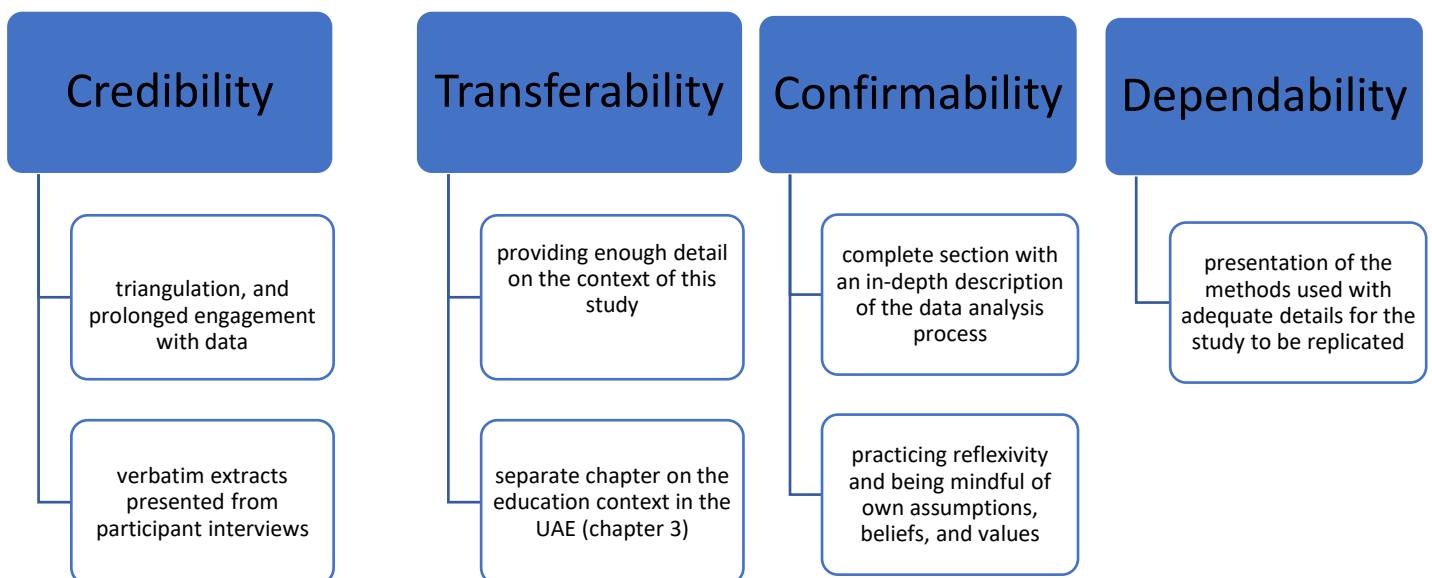 Credibility
triangulation, and
prolonged engagement
with data
verbatim extracts
presented from
participant interviews
Transferability
providing enough detail
on the context of this
study
separate chapter on the
education context in the
UAE (chapter 3)
Confirmability
complete section with
an in-depth description
of the data analysis
process
practicing reflexivity
and being mindful of
own assumptions,
beliefs, and values
Dependability
presentation of the
methods used with
adequate details for the
study to be replicated